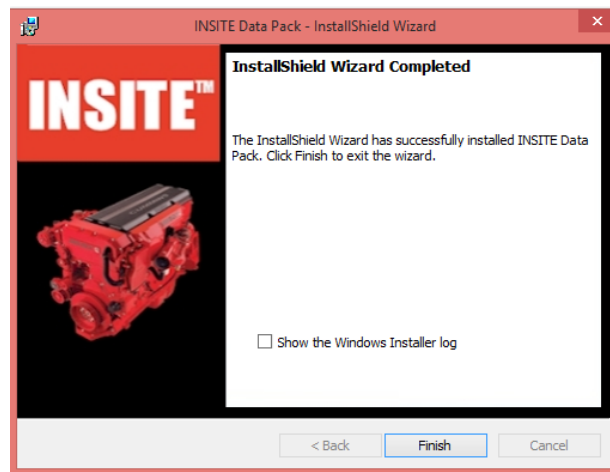 INSITE Data Pack - InstallShield Wizard
INSITE™
InstallShield Wizard Completed
The InstallShield Wizard has successfully installed INSITE Data
Pack. Click Finish to exit the wizard.
Show the Windows Installer log
< Back
Finish
Cancel